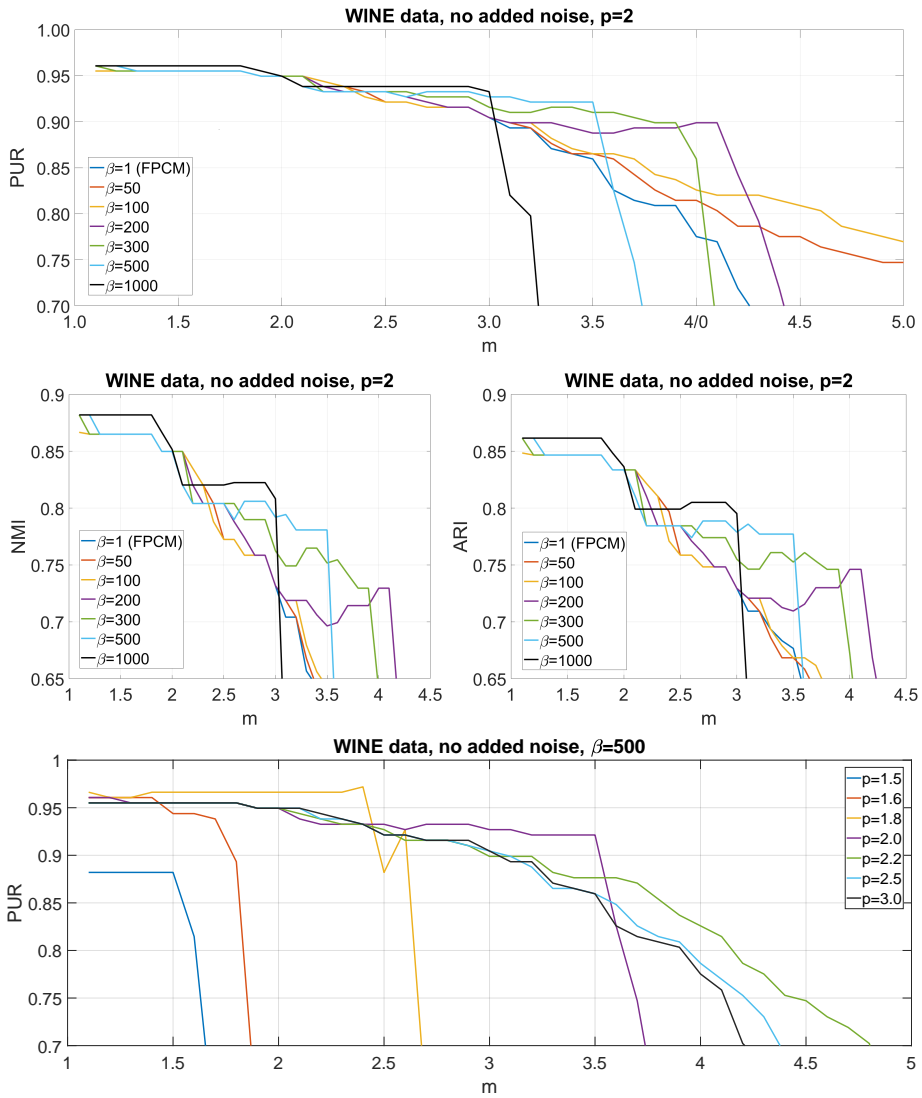 WINE data, no added noise, p=2
1.00
0.95
0.90
0.85
0.80
0.75
0.70
PUR
β=1 (FPCM)
β=50
β=100
β=200
β=300
β=500
β=1000
1.0 1.5 2.0 2.5 3.0 3.5 4/0 4.5 5.0
m
WINE data, no added noise, p=2
0.9
0.85
0.8
0.75
0.7
0.65
NMI
β=1 (FPCM)
β=50
β=100
β=200
β=300
β=500
β=1000
1 1.5 2 2.5 3 3.5 4 4.5
m
WINE data, no added noise, p=2
0.9
0.85
0.8
0.75
0.7
0.65
ARI
β=1 (FPCM)
β=50
β=100
β=200
β=300
β=500
β=1000
1 1.5 2 2.5 3 3.5 4 4.5
m
WINE data, no added noise, β=500
1
0.95
0.9
0.85
0.8
0.75
0.7
PUR
p=1.5
p=1.6
p=1.8
p=2.0
p=2.2
p=2.5
p=3.0
1 1.5 2 2.5 3 3.5 4 4.5 5
m